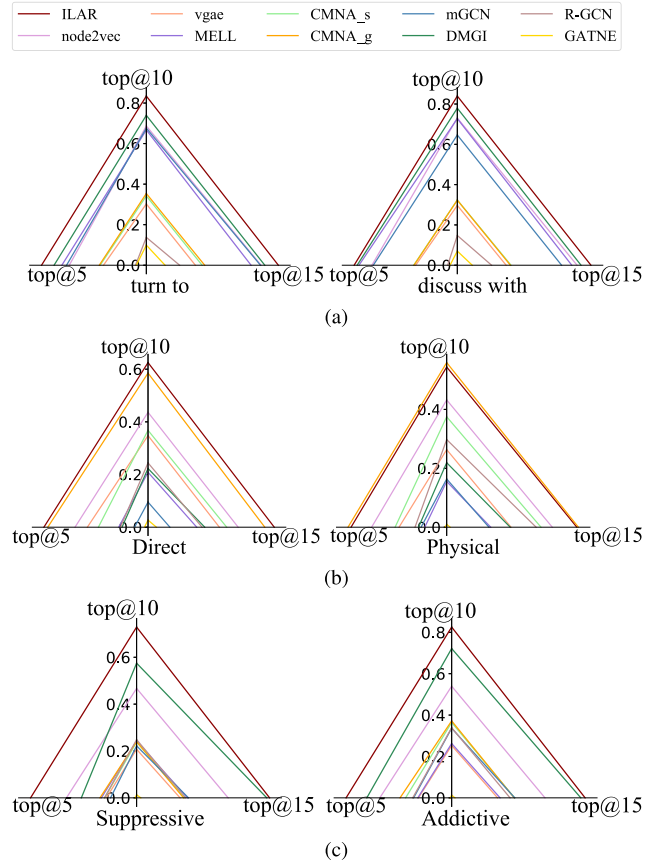 ILAR vgae CMNA_s mGCN R-GCN
node2vec MELL CMNA_g DMGI GATNE
top@10 top@10
0.8 0.8
0.6 0.6
0.4 0.4
0.2 0.2
0.0 0.0
top@5 top@15 top@5 top@15
turn to discuss with
(a)
top@10 top@10
0.6
0.4 0.4
0.2 0.2
0.0 0.0
top@5 top@15 top@5 top@15
Direct Physical
(b)
top@10 top@10
0.8
0.6 0.6
0.4 0.4
0.2 0.2
0.0 0.0
top@5 top@15 top@5 top@15
Suppressive Addictive
(c)